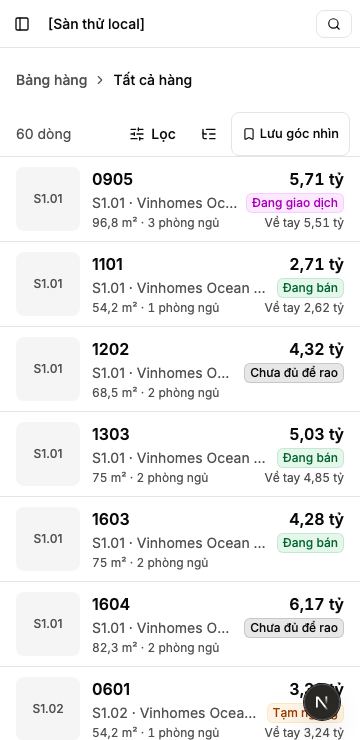 [Sàn thử local]
Bảng hàng > Tất cả hàng
60 dòng Lọc Lưu góc nhìn
S1.01
0905 5,71 tỷ
S1.01 · Vinhomes Oc... Đang giao dịch
96,8 m² · 3 phòng ngủ Về tay 5,51 tỷ
S1.01
1101 2,71 tỷ
S1.01 · Vinhomes Ocean ... Đang bán
54,2 m² · 1 phòng ngủ Về tay 2,62 tỷ
S1.01
1202 4,32 tỷ
S1.01 · Vinhomes O... Chưa đủ để rao
68,5 m² · 2 phòng ngủ
S1.01
1303 5,03 tỷ
S1.01 · Vinhomes Ocean ... Đang bán
75 m² · 2 phòng ngủ Về tay 4,85 tỷ
S1.01
1603 4,28 tỷ
S1.01 · Vinhomes Ocean ... Đang bán
75 m² · 2 phòng ngủ
S1.01
1604 6,17 tỷ
S1.01 · Vinhomes O... Chưa đủ để rao
82,3 m² · 2 phòng ngủ
S1.02
0601 tỷ
S1.02 · Vinhomes Ocea... Tạm
N
54,2 m² · 1 phòng ngủ Về tay 3,24 tỷ